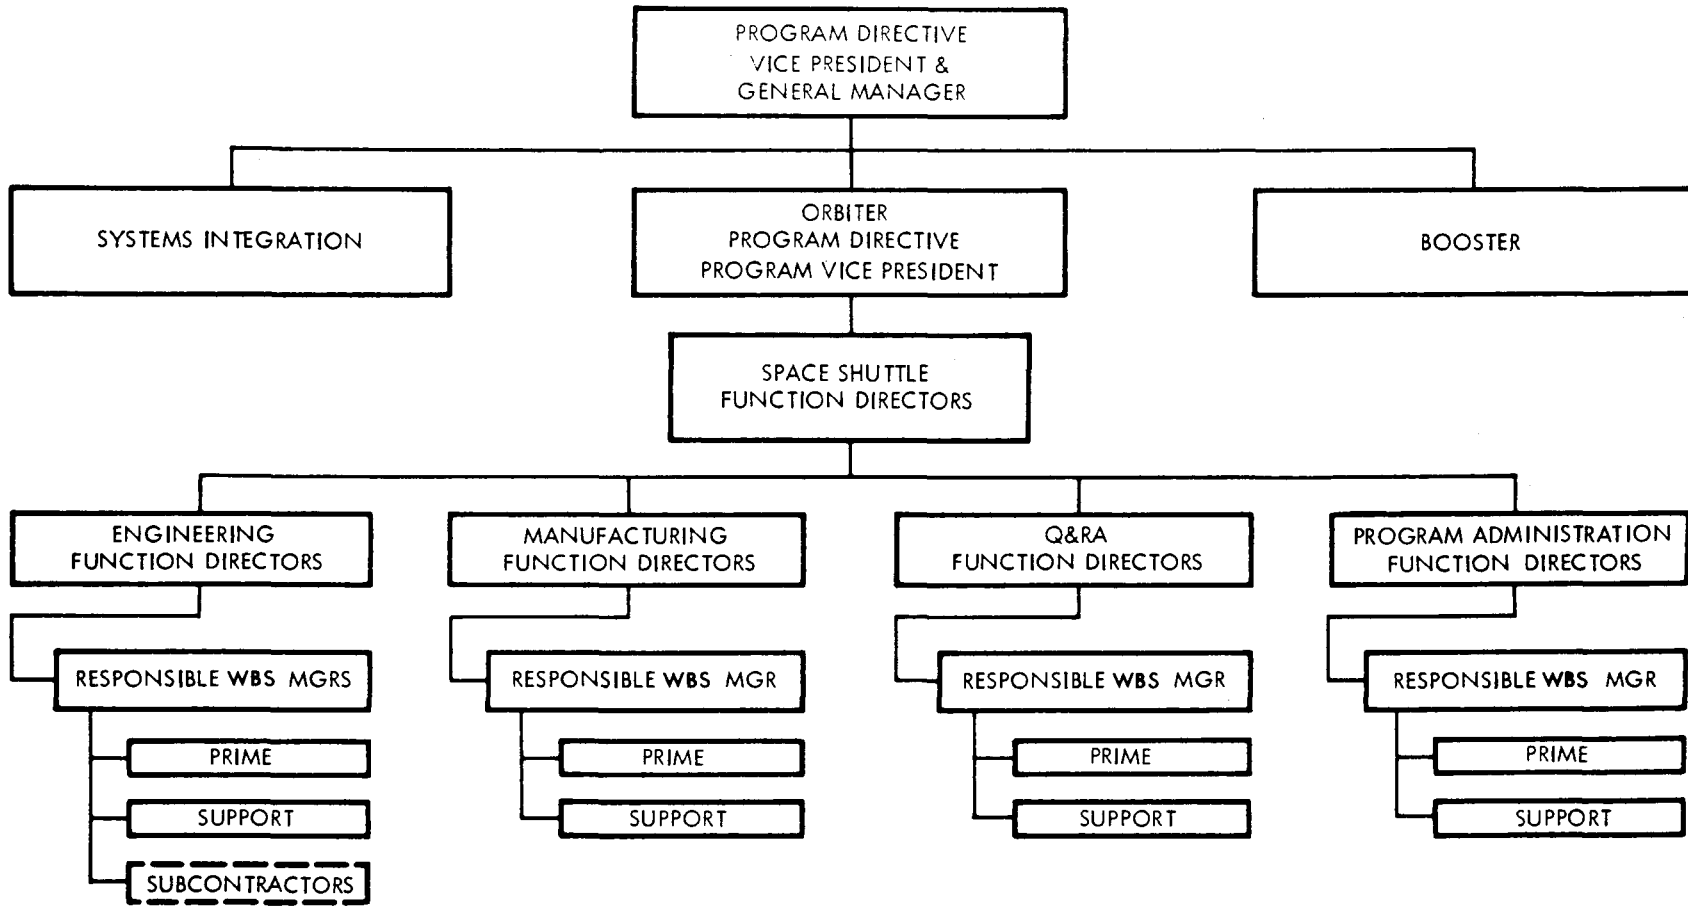 PROGRAM DIRECTIVE
VICE PRESIDENT &
GENERAL MANAGER
SYSTEMS INTEGRATION
ORBITER
PROGRAM DIRECTIVE
PROGRAM VICE PRESIDENT
BOOSTER
SPACE SHUTTLE
FUNCTION DIRECTORS
ENGINEERING
FUNCTION DIRECTORS
MANUFACTURING
FUNCTION DIRECTORS
Q&RA
FUNCTION DIRECTORS
PROGRAM ADMINISTRATION
FUNCTION DIRECTORS
RESPONSIBLE WBS MGRS
RESPONSIBLE WBS MGR
RESPONSIBLE WBS MGR
RESPONSIBLE WBS MGR
PRIME
PRIME
PRIME
PRIME
SUPPORT
SUPPORT
SUPPORT
SUPPORT
SUBCONTRACTORS